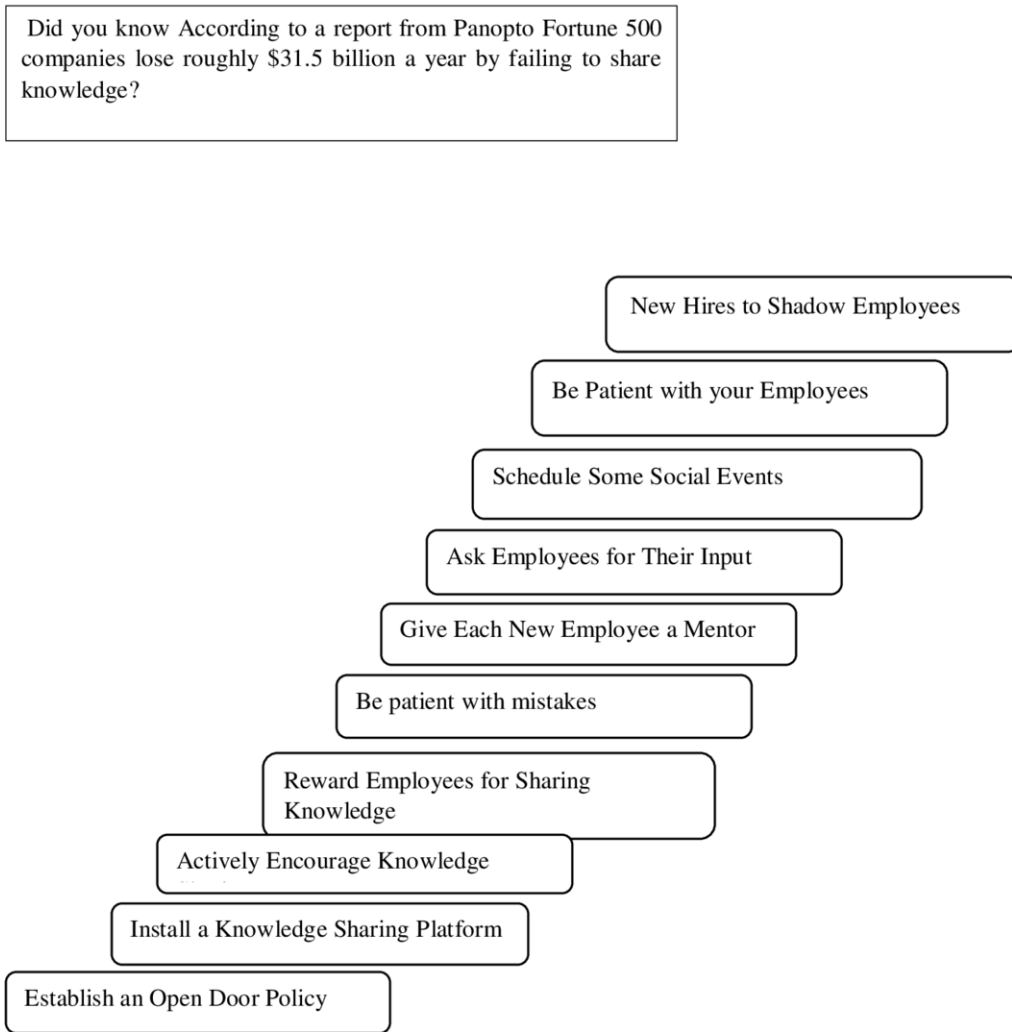 Did you know According to a report from Panopto Fortune 500
companies lose roughly $31.5 billion a year by failing to share
knowledge?
New Hires to Shadow Employees
Be Patient with your Employees
Schedule Some Social Events
Ask Employees for Their Input
Give Each New Employee a Mentor
Be patient with mistakes
Reward Employees for Sharing
Knowledge
Actively Encourage Knowledge
Install a Knowledge Sharing Platform
Establish an Open Door Policy